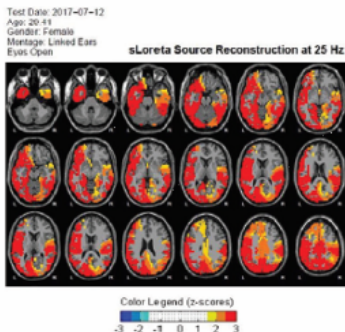 Test Date: 2017-07-12
Age: 20.41
Gender: Female
Montage: Linked Ears
Eyes Open
sLoreta Source Reconstruction at 25 Hz
Color Legend (z-scores)
-3 -2 -1 0 1 2 3